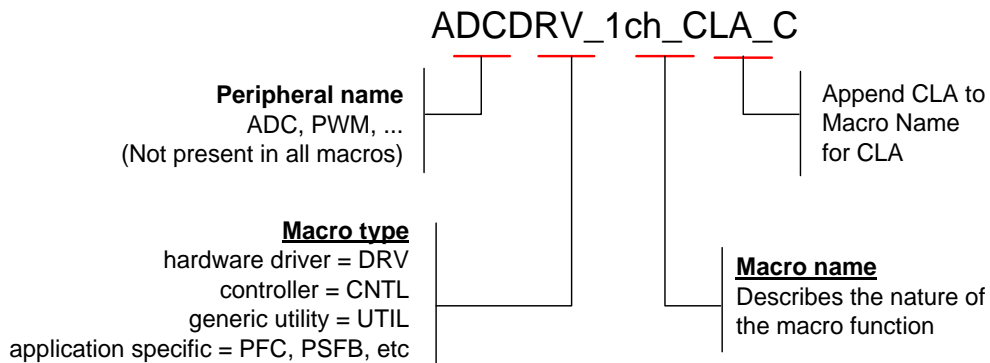 ADCDRV_1ch_CLA_C
Peripheral name
ADC, PWM, ...
(Not present in all macros)
Append CLA to
Macro Name
for CLA
Macro type
hardware driver = DRV
controller = CNTL
generic utility = UTIL
application specific = PFC, PSFB, etc
Macro name
Describes the nature of
the macro function